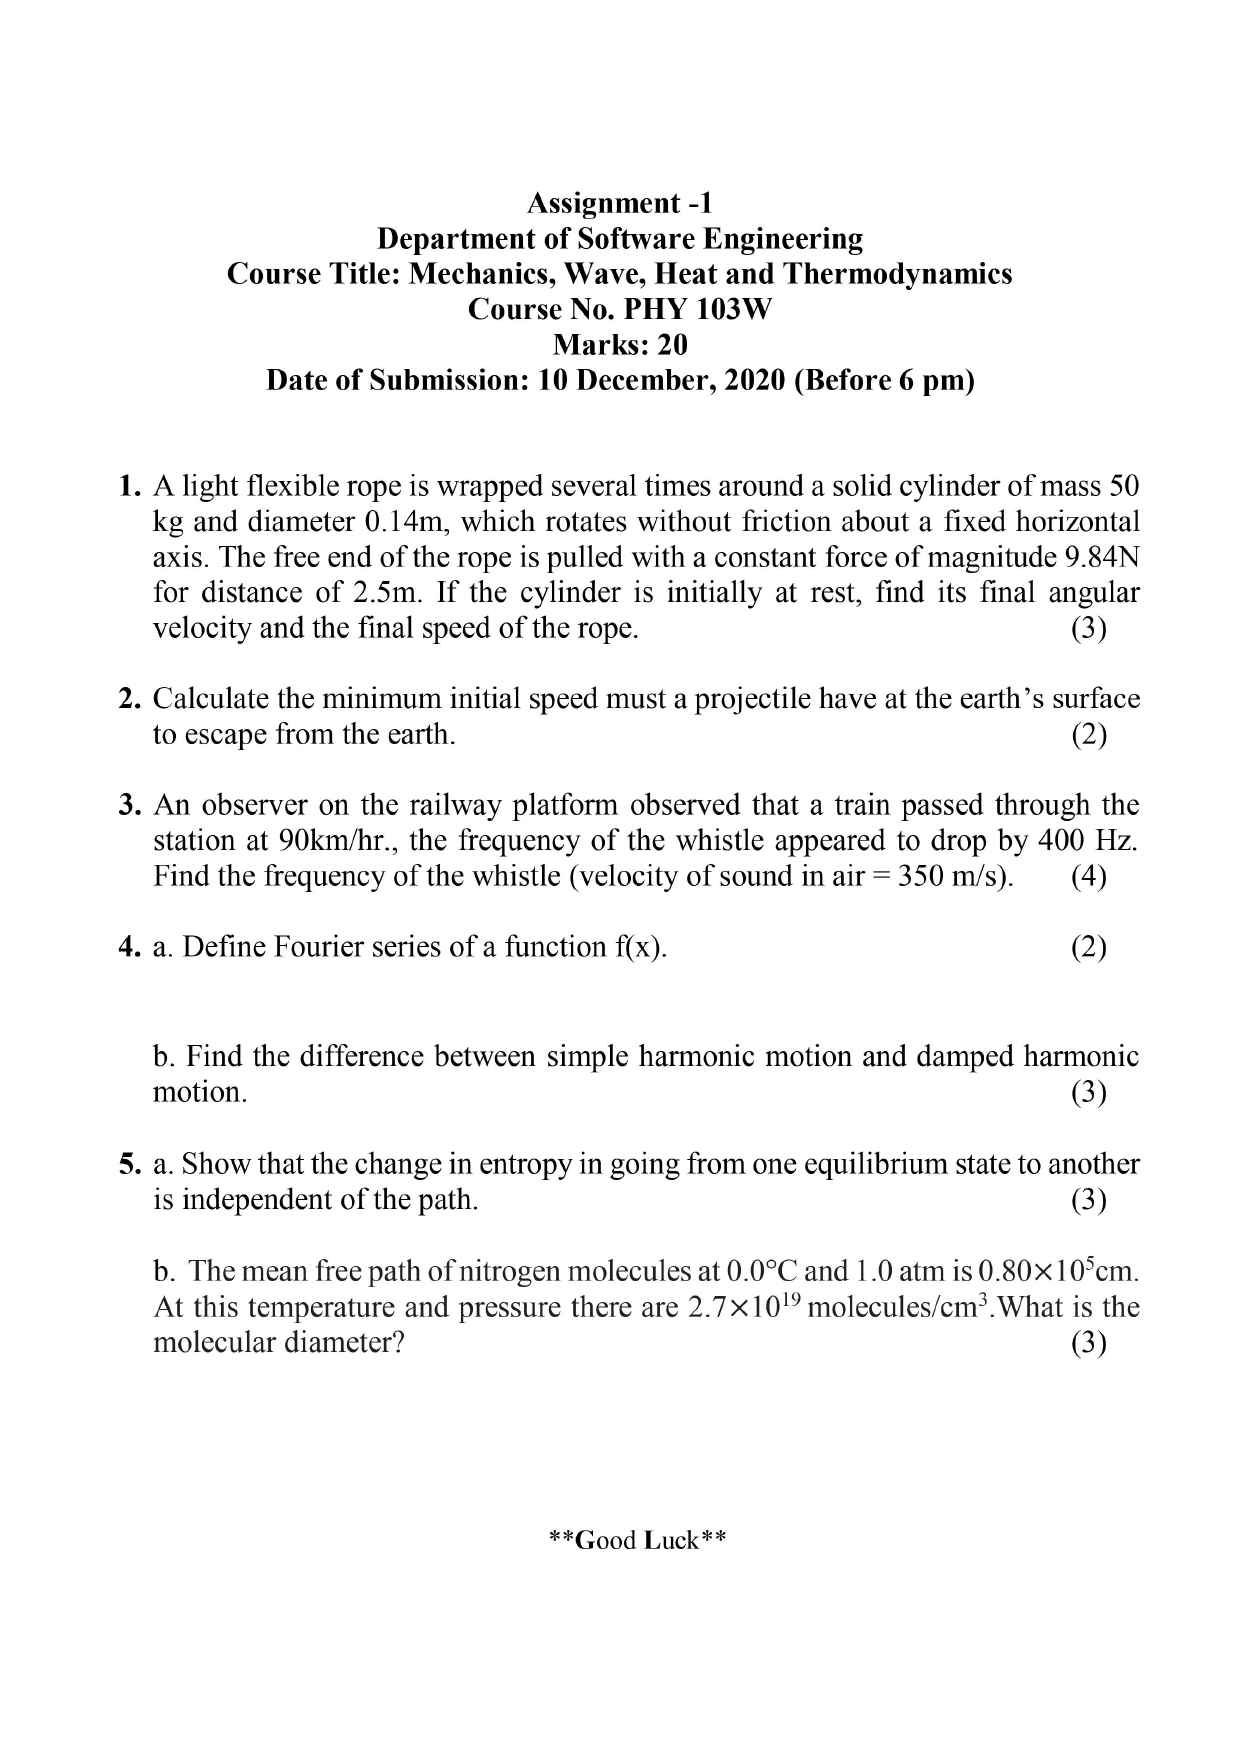 Assignment -1
Department of Software Engineering
Course Title: Mechanics, Wave, Heat and Thermodynamics
Course No. PHY 103W
Marks: 20
Date of Submission: 10 December, 2020 (Before 6 pm)
1. A light flexible rope is wrapped several times around a solid cylinder of mass 50
kg and diameter 0.14m, which rotates without friction about a fixed horizontal
axis. The free end of the rope is pulled with a constant force of magnitude 9.84N
for distance of 2.5m. If the cylinder is initially at rest, find its final angular
velocity and the final speed of the rope. (3)
2. Calculate the minimum initial speed must a projectile have at the earth’s surface
to escape from the earth. (2)
3. An observer on the railway platform observed that a train passed through the
station at 90km/hr., the frequency of the whistle appeared to drop by 400 Hz.
Find the frequency of the whistle (velocity of sound in air = 350 m/s). (4)
4. a. Define Fourier series of a function f(x). (2)
b. Find the difference between simple harmonic motion and damped harmonic
motion. (3)
5. a. Show that the change in entropy in going from one equilibrium state to another
is independent of the path. (3)
b. The mean free path of nitrogen molecules at 0.0°C and 1.0 atm is 0.80×10⁵cm.
At this temperature and pressure there are 2.7×10¹⁹ molecules/cm³.What is the
molecular diameter? (3)
**Good Luck**